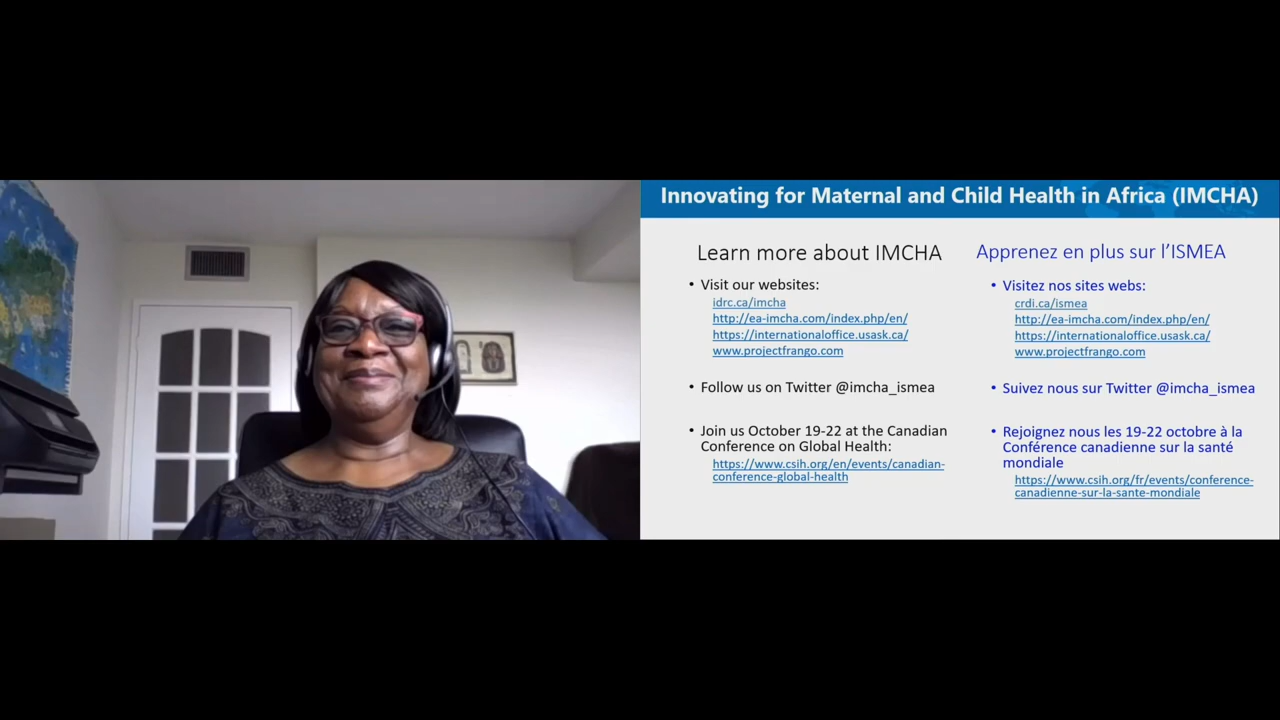 Innovating for Maternal and Child Health in Africa (IMCHA)
Learn more about IMCHA
• Visit our websites:
idrc.ca/imcha
http://ea-imcha.com/index.php/en/
https://internationaloffice.usask.ca/
www.projectfrango.com
• Follow us on Twitter @imcha_ismea
• Join us October 19-22 at the Canadian
Conference on Global Health:
https://www.csih.org/en/events/canadian-
conference-global-health
Apprenez en plus sur l’ISMEA
• Visitez nos sites webs:
crdi.ca/ismea
http://ea-imcha.com/index.php/en/
https://internationaloffice.usask.ca/
www.projectfrango.com
• Suivez nous sur Twitter @imcha_ismea
• Rejoignez nous les 19-22 octobre à la
Conférence canadienne sur la santé
mondiale
https://www.csih.org/fr/events/conference-
canadienne-sur-la-sante-mondiale